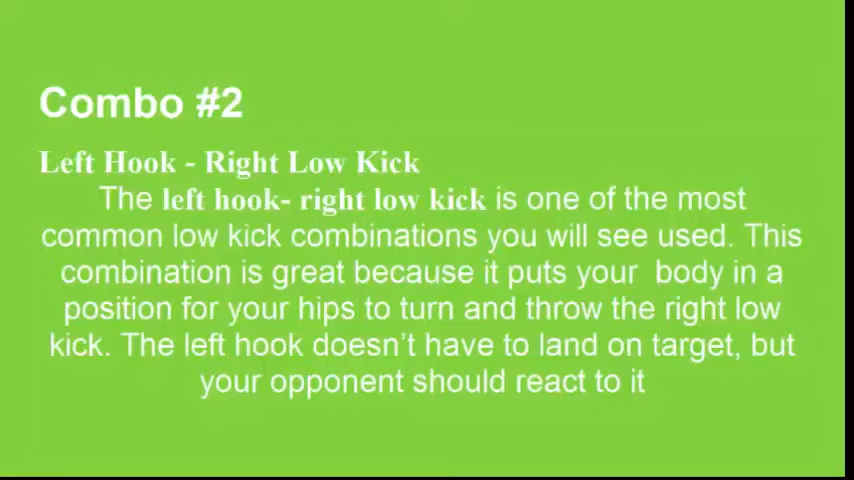 Combo #2
Left Hook - Right Low Kick
The left hook- right low kick is one of the most
common low kick combinations you will see used. This
combination is great because it puts your  body in a
position for your hips to turn and throw the right low
kick. The left hook doesn’t have to land on target, but
your opponent should react to it